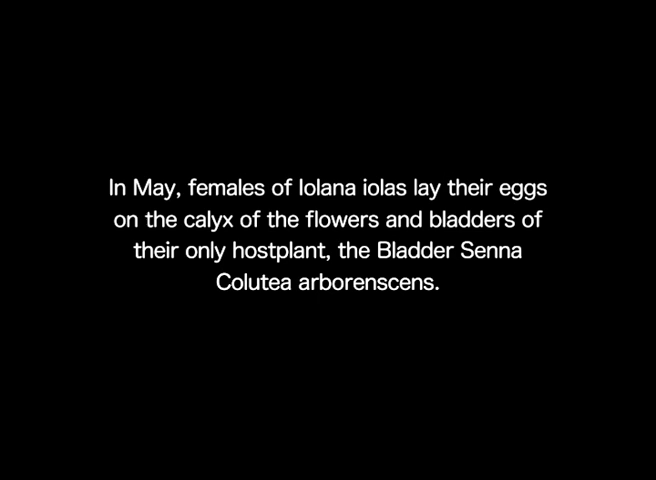 In May, females of Iolana iolas lay their eggs
on the calyx of the flowers and bladders of
their only hostplant, the Bladder Senna
Colutea arborenscens.